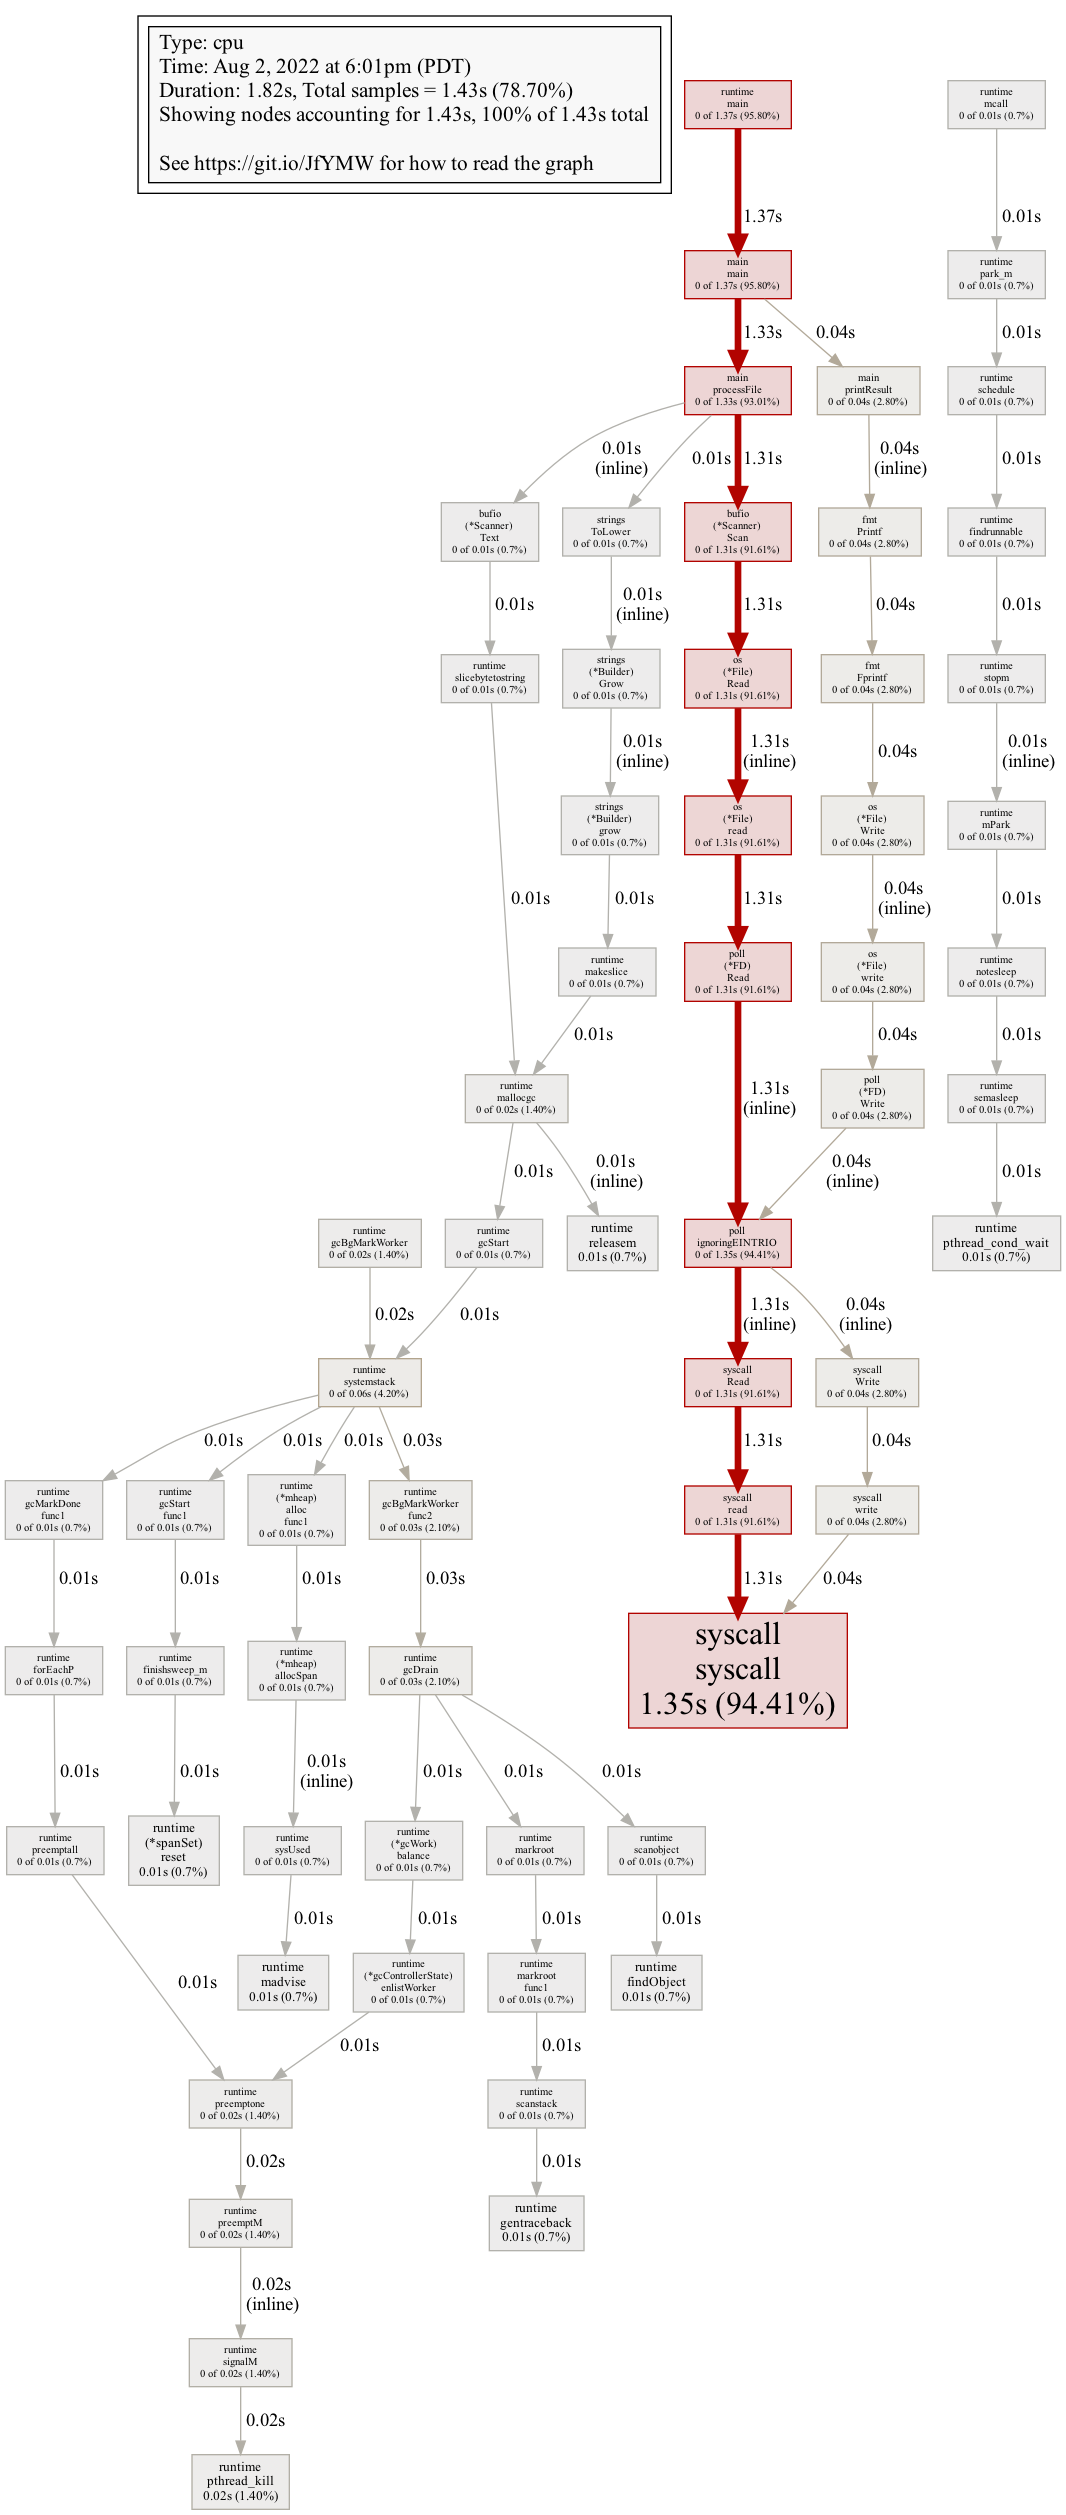 Type: cpu
Time: Aug 2, 2022 at 6:01pm (PDT)
Duration: 1.82s, Total samples = 1.43s (78.70%)
Showing nodes accounting for 1.43s, 100% of 1.43s total
See https://git.io/JfYMW for how to read the graph
runtime
main
0 of 1.37s (95.80%)
runtime
mcall
0 of 0.01s (0.7%)
1.37s
0.01s
main
main
0 of 1.37s (95.80%)
runtime
park_m
0 of 0.01s (0.7%)
1.33s
0.04s
0.01s
main
processFile
0 of 1.33s (93.01%)
main
printResult
0 of 0.04s (2.80%)
runtime
schedule
0 of 0.01s (0.7%)
0.01s
(inline)
0.01s
1.31s
0.04s
(inline)
0.01s
bufio
(*Scanner)
Text
0 of 0.01s (0.7%)
strings
ToLower
0 of 0.01s (0.7%)
bufio
(*Scanner)
Scan
0 of 1.31s (91.61%)
fmt
Printf
0 of 0.04s (2.80%)
runtime
findrunnable
0 of 0.01s (0.7%)
0.01s
0.01s
(inline)
1.31s
0.04s
0.01s
runtime
slicebytetostring
0 of 0.01s (0.7%)
strings
(*Builder)
Grow
0 of 0.01s (0.7%)
os
(*File)
Read
0 of 1.31s (91.61%)
fmt
Fprintf
0 of 0.04s (2.80%)
runtime
stopm
0 of 0.01s (0.7%)
0.01s
(inline)
1.31s
(inline)
0.04s
0.01s
(inline)
strings
(*Builder)
grow
0 of 0.01s (0.7%)
os
(*File)
read
0 of 1.31s (91.61%)
os
(*File)
Write
0 of 0.04s (2.80%)
runtime
mPark
0 of 0.01s (0.7%)
0.01s
0.01s
1.31s
0.04s
(inline)
0.01s
runtime
makeslice
0 of 0.01s (0.7%)
poll
(*FD)
Read
0 of 1.31s (91.61%)
os
(*File)
write
0 of 0.04s (2.80%)
runtime
notesleep
0 of 0.01s (0.7%)
0.01s
0.04s
0.01s
runtime
mallocgc
0 of 0.02s (1.40%)
1.31s
(inline)
poll
(*FD)
Write
0 of 0.04s (2.80%)
runtime
semasleep
0 of 0.01s (0.7%)
0.01s
0.01s
(inline)
0.04s
(inline)
0.01s
runtime
gcBgMarkWorker
0 of 0.02s (1.40%)
runtime
gcStart
0 of 0.01s (0.7%)
runtime
releasem
0.01s (0.7%)
poll
ignoringEINTRIO
0 of 1.35s (94.41%)
runtime
pthread_cond_wait
0.01s (0.7%)
0.02s
0.01s
1.31s
(inline)
0.04s
(inline)
runtime
systemstack
0 of 0.06s (4.20%)
syscall
Read
0 of 1.31s (91.61%)
syscall
Write
0 of 0.04s (2.80%)
0.01s
0.01s
0.01s
0.03s
1.31s
0.04s
runtime
gcMarkDone
func1
0 of 0.01s (0.7%)
runtime
gcStart
func1
0 of 0.01s (0.7%)
runtime
(*mheap)
alloc
func1
0 of 0.01s (0.7%)
runtime
gcBgMarkWorker
func2
0 of 0.03s (2.10%)
syscall
read
0 of 1.31s (91.61%)
syscall
write
0 of 0.04s (2.80%)
0.01s
0.01s
0.01s
0.03s
1.31s
0.04s
runtime
forEachP
0 of 0.01s (0.7%)
runtime
finishsweep_m
0 of 0.01s (0.7%)
runtime
(*mheap)
allocSpan
0 of 0.01s (0.7%)
runtime
gcDrain
0 of 0.03s (2.10%)
syscall
syscall
1.35s (94.41%)
0.01s
0.01s
0.01s
(inline)
0.01s
0.01s
0.01s
runtime
preemptall
0 of 0.01s (0.7%)
runtime
(*spanSet)
reset
0.01s (0.7%)
runtime
sysUsed
0 of 0.01s (0.7%)
runtime
(*gcWork)
balance
0 of 0.01s (0.7%)
runtime
markroot
0 of 0.01s (0.7%)
runtime
scanobject
0 of 0.01s (0.7%)
0.01s
0.01s
0.01s
0.01s
0.01s
runtime
madvise
0.01s (0.7%)
runtime
(*gcControllerState)
enlistWorker
0 of 0.01s (0.7%)
runtime
markroot
func1
0 of 0.01s (0.7%)
runtime
findObject
0.01s (0.7%)
0.01s
0.01s
runtime
preemptone
0 of 0.02s (1.40%)
runtime
scanstack
0 of 0.01s (0.7%)
0.02s
0.01s
runtime
preemptM
0 of 0.02s (1.40%)
runtime
gentraceback
0.01s (0.7%)
0.02s
(inline)
runtime
signalM
0 of 0.02s (1.40%)
0.02s
runtime
pthread_kill
0.02s (1.40%)